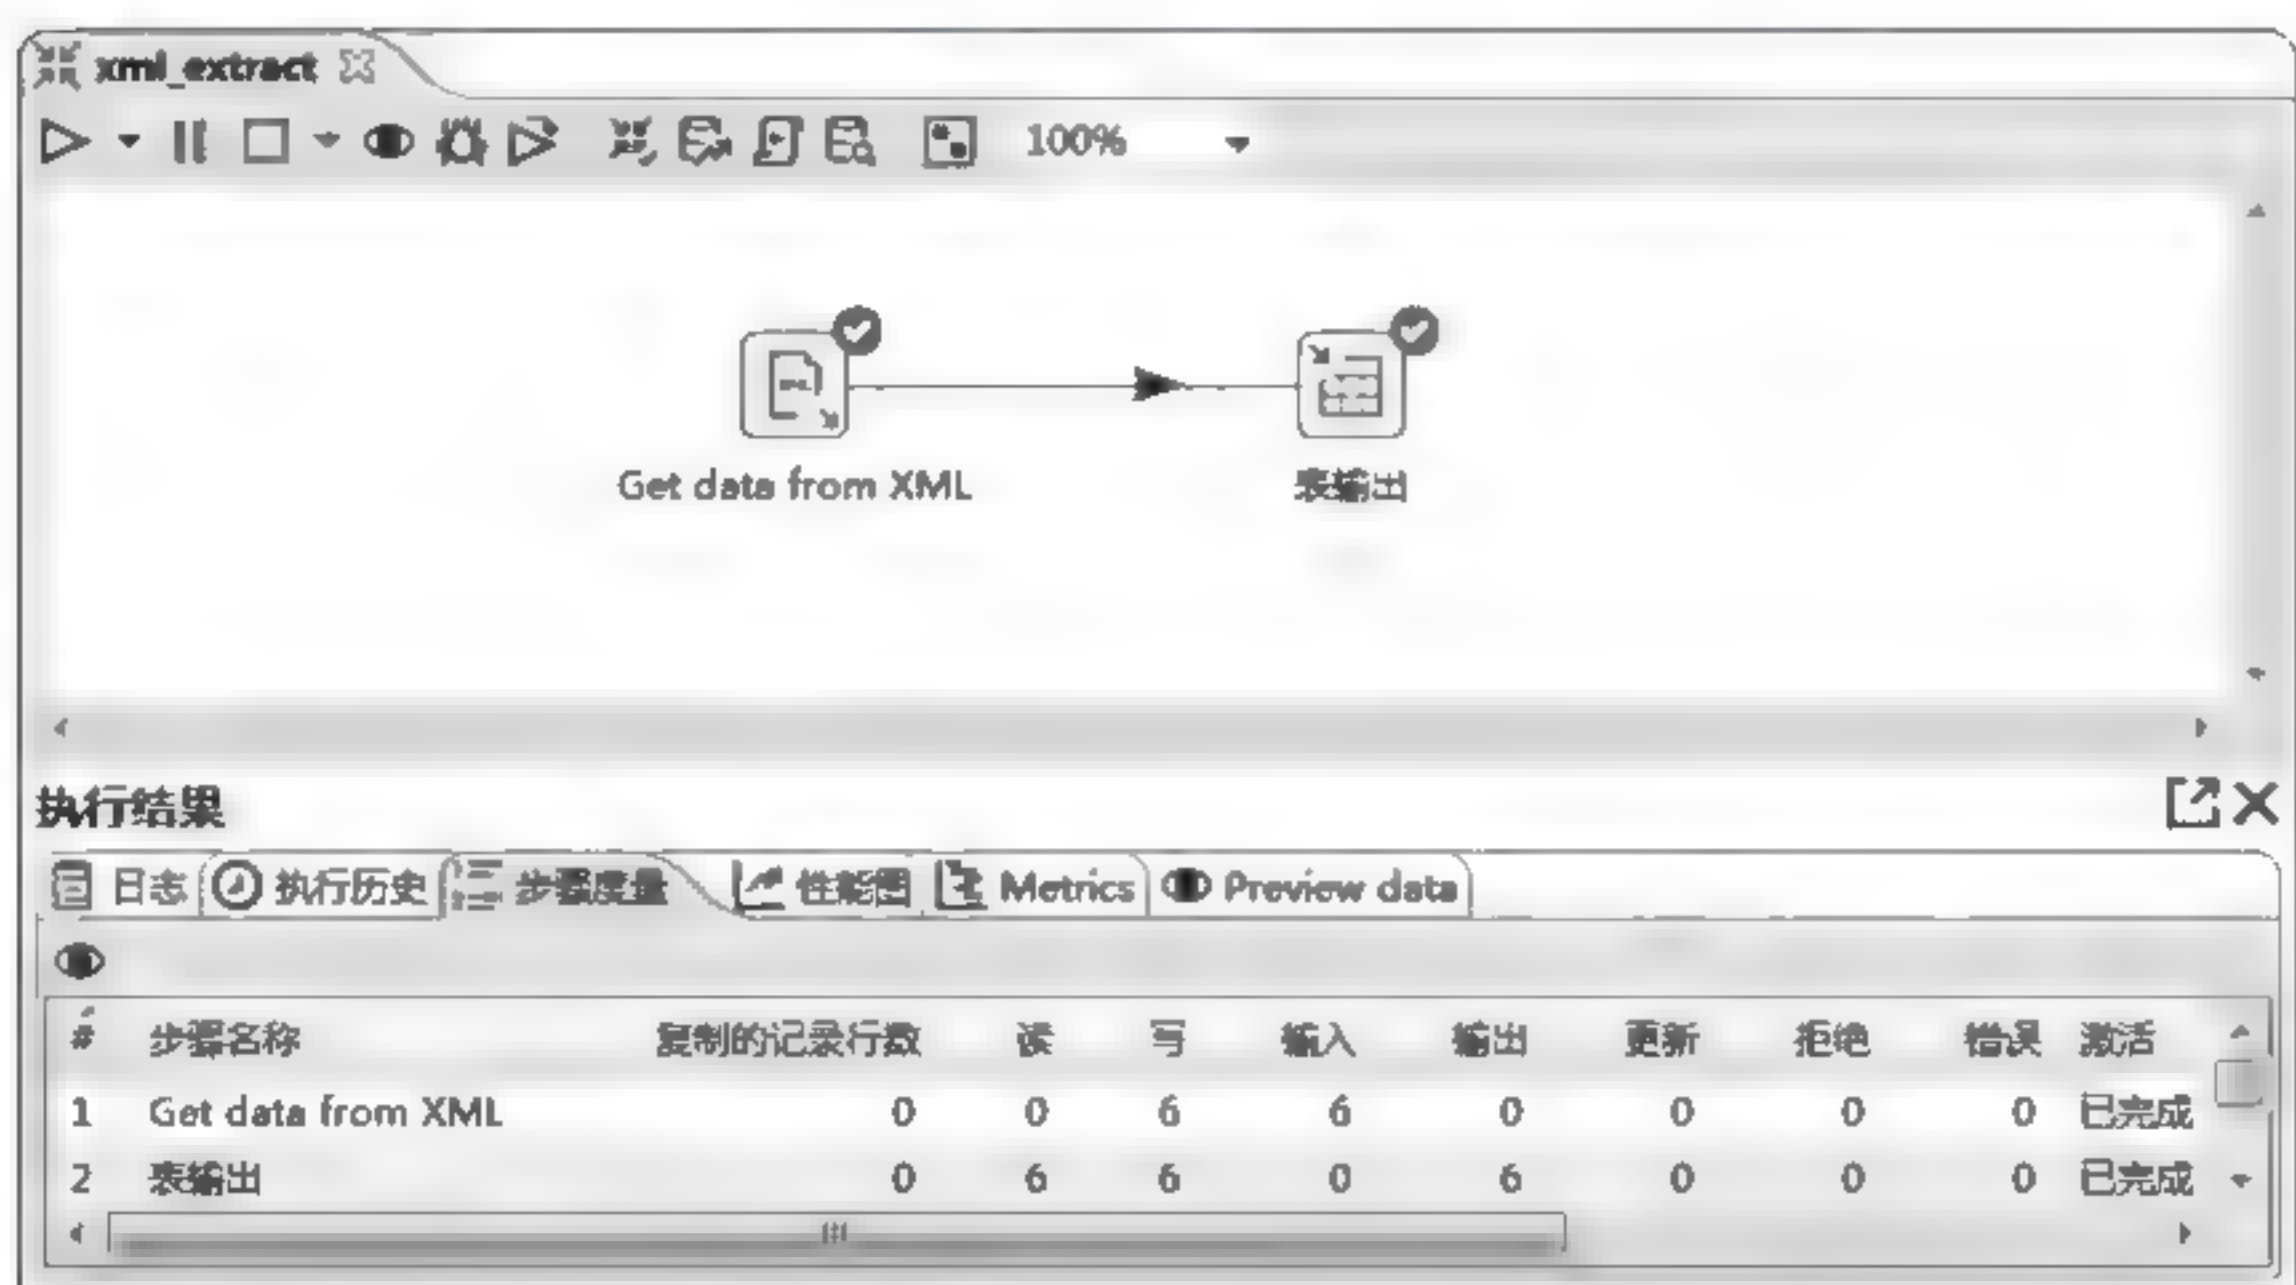 xml_extract
100%
Get data from XML
表输出
执行结果
日志 执行历史 步骤度量 性能图 Metrics Preview data
# 步骤名称 复制的记录行数 读 写 输入 输出 更新 拒绝 错误 激活
1 Get data from XML 0 0 6 6 0 0 0 0 已完成
2 表输出 0 6 6 0 6 0 0 0 已完成